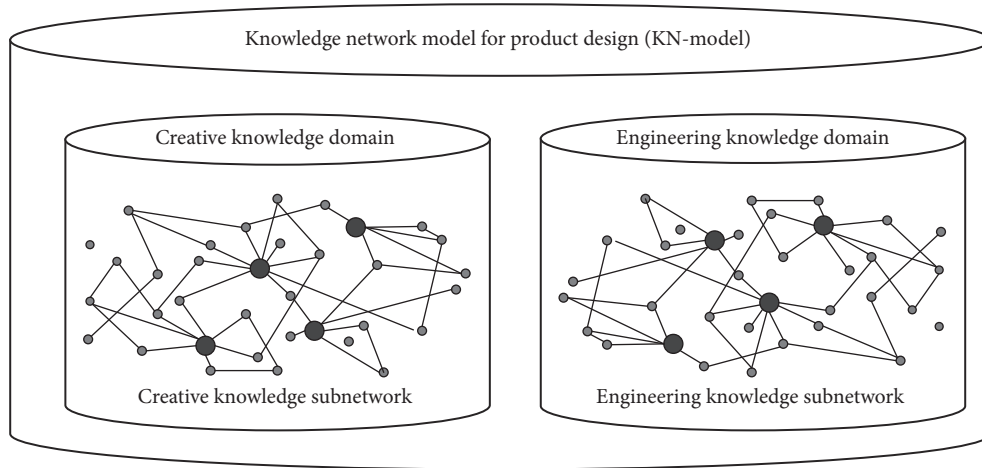 Knowledge network model for product design (KN-model)
Creative knowledge domain
Engineering knowledge domain
Creative knowledge subnetwork
Engineering knowledge subnetwork